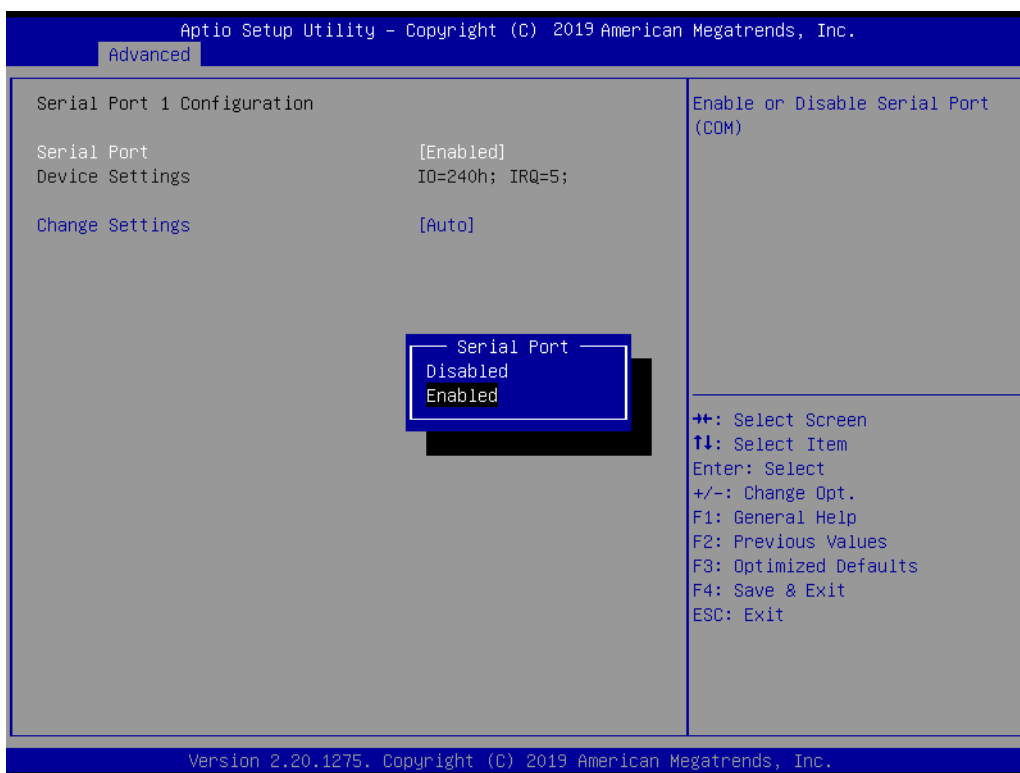 Aptio Setup Utility – Copyright (C) 2019 American Megatrends, Inc.
Advanced
Serial Port 1 Configuration
Serial Port [Enabled]
Device Settings IO=240h; IRQ=5;
Change Settings [Auto]
Serial Port
Disabled
Enabled
Enable or Disable Serial Port
(COM)
→←: Select Screen
↑↓: Select Item
Enter: Select
+/-: Change Opt.
F1: General Help
F2: Previous Values
F3: Optimized Defaults
F4: Save & Exit
ESC: Exit
Version 2.20.1275. Copyright (C) 2019 American Megatrends, Inc.